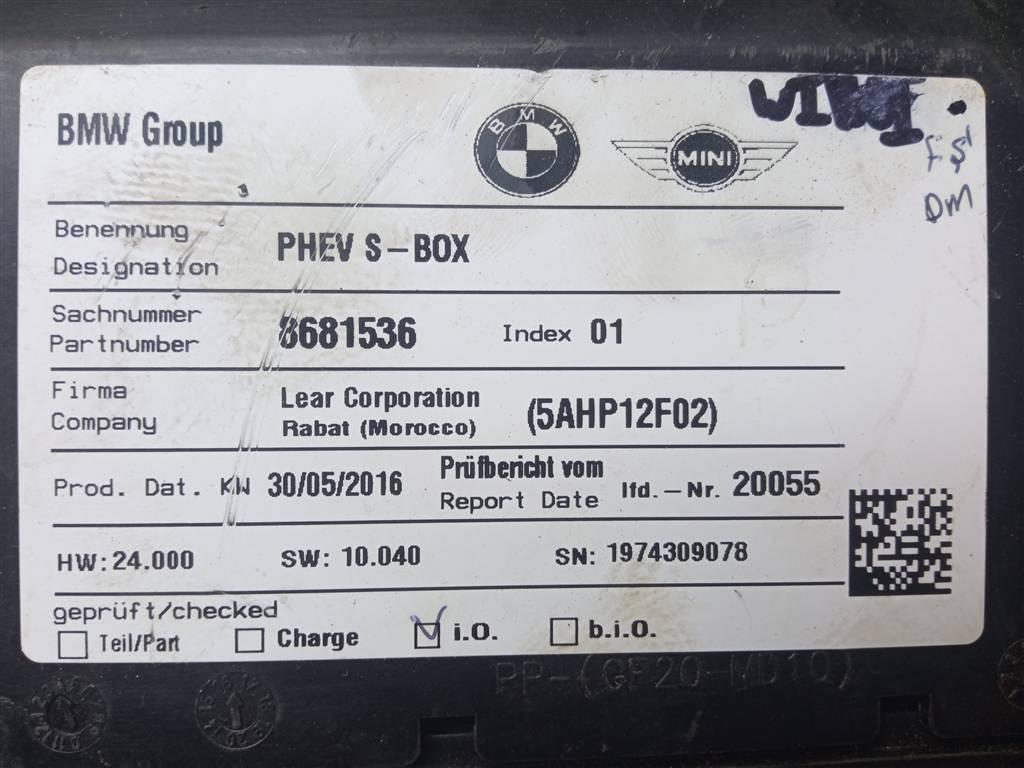 BMW Group
BMW
MINI
Benennung
Designation
PHEV S-BOX
Sachnummer
Partnumber
8681536
Index 01
Firma
Company
Lear Corporation
Rabat (Morocco)
(5AHP12F02)
Prod. Dat. KW 30/05/2016
Prüfbericht vom
Report Date
lfd.-Nr. 20055
HW: 24.000
SW: 10.040
SN: 1974309078
geprüft/checked
Teil/Part
Charge
i.O.
b.i.O.
DM
PP-(GF20-MD10)